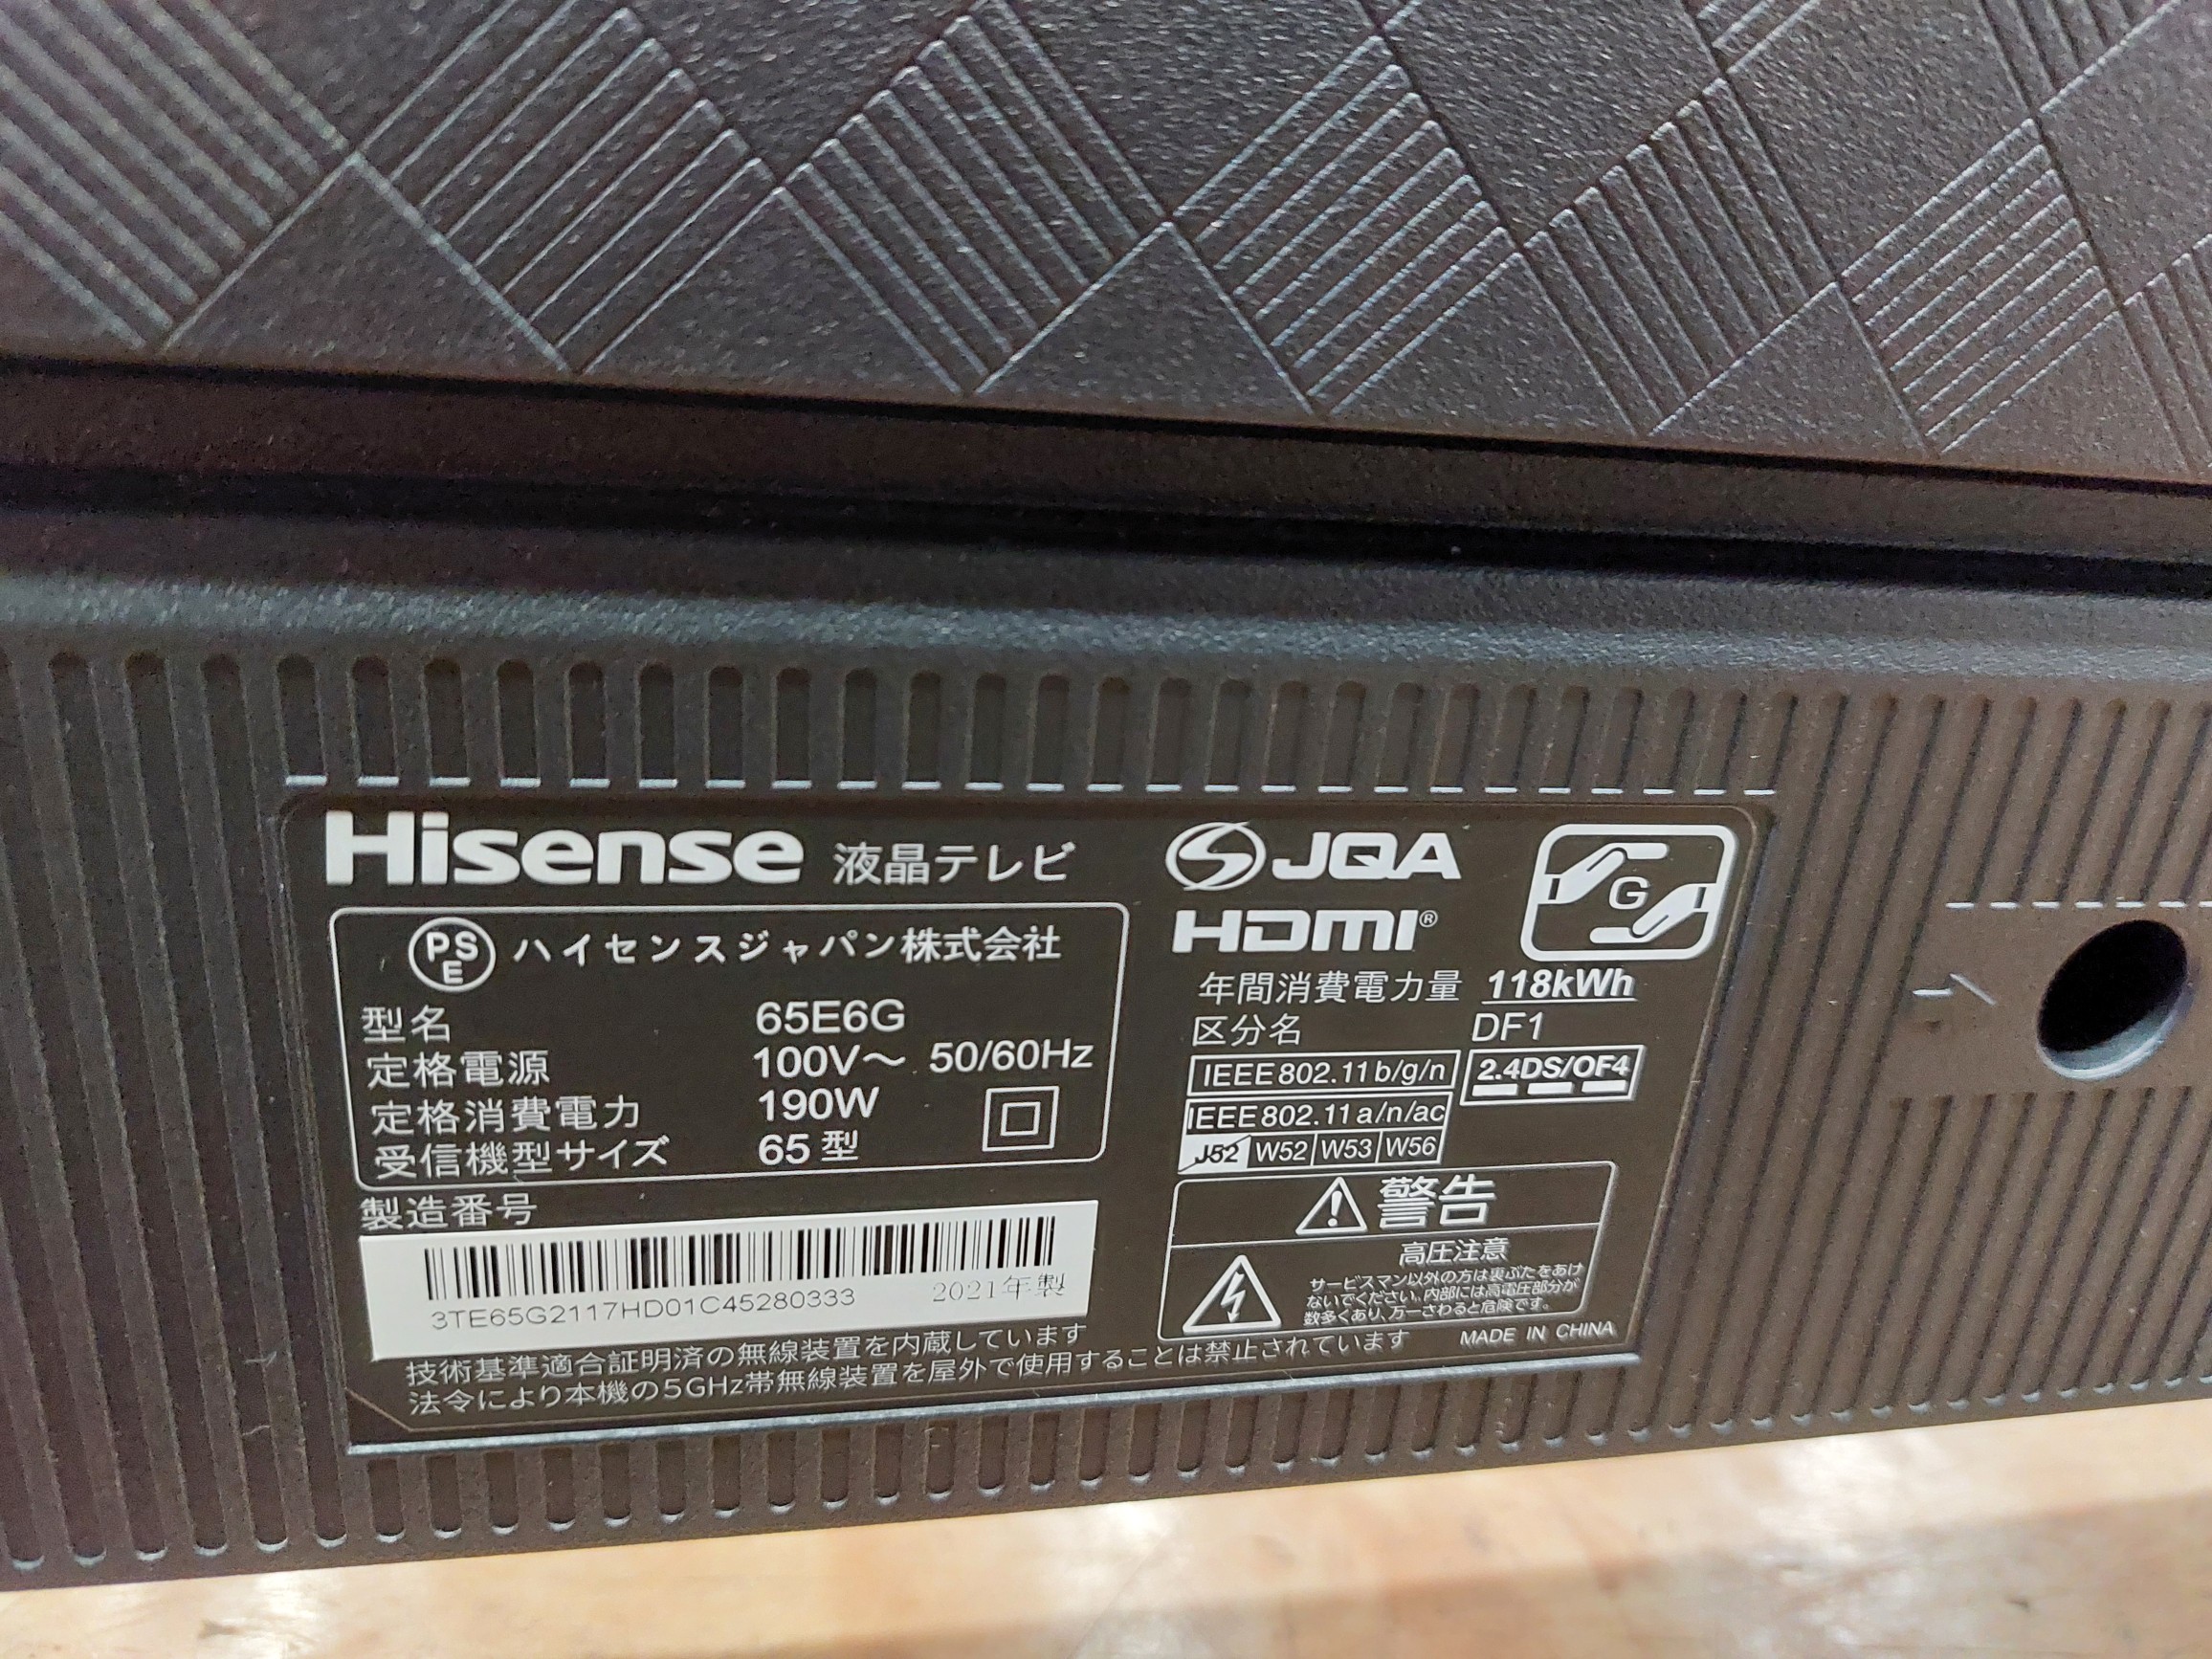 Hisense 液晶テレビ
PSE ハイセンスジャパン株式会社
型名 65E6G
定格電源 100V～ 50/60Hz
定格消費電力 190W
受信機型サイズ 65型
製造番号
3TE65G2117HD01C45280333 2021年製
技術基準適合証明済の無線装置を内蔵しています
法令により本機の5GHz帯無線装置を屋外で使用することは禁止されています
JQA
HDMI®
G
年間消費電力量 118kWh
区分名 DF1
IEEE802.11b/g/n 2.4DS/OF4
IEEE802.11a/n/ac
J52 W52 W53 W56
警告
高圧注意
サービスマン以外の方は裏ぶたをあけ
ないでください。内部には高電圧部分が
数多くあり、万一さわると危険です。
MADE IN CHINA